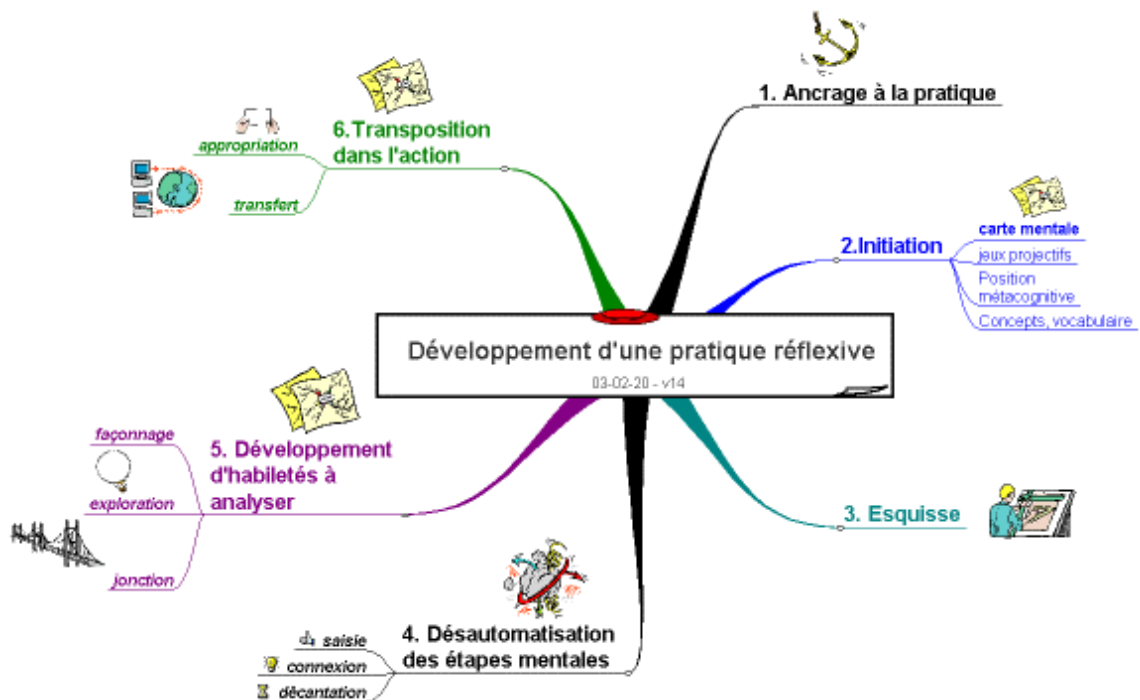 Développement d'une pratique réflexive
03-02-20 - v14
1. Ancrage à la pratique
2.Initiation
carte mentale
jeux projectifs
Position
métacognitive
Concepts, vocabulaire
3. Esquisse
4. Désautomatisation
des étapes mentales
saisie
connexion
décantation
5. Développement
d'habiletés à
analyser
façonnage
exploration
jonction
6.Transposition
dans l'action
appropriation
transfert